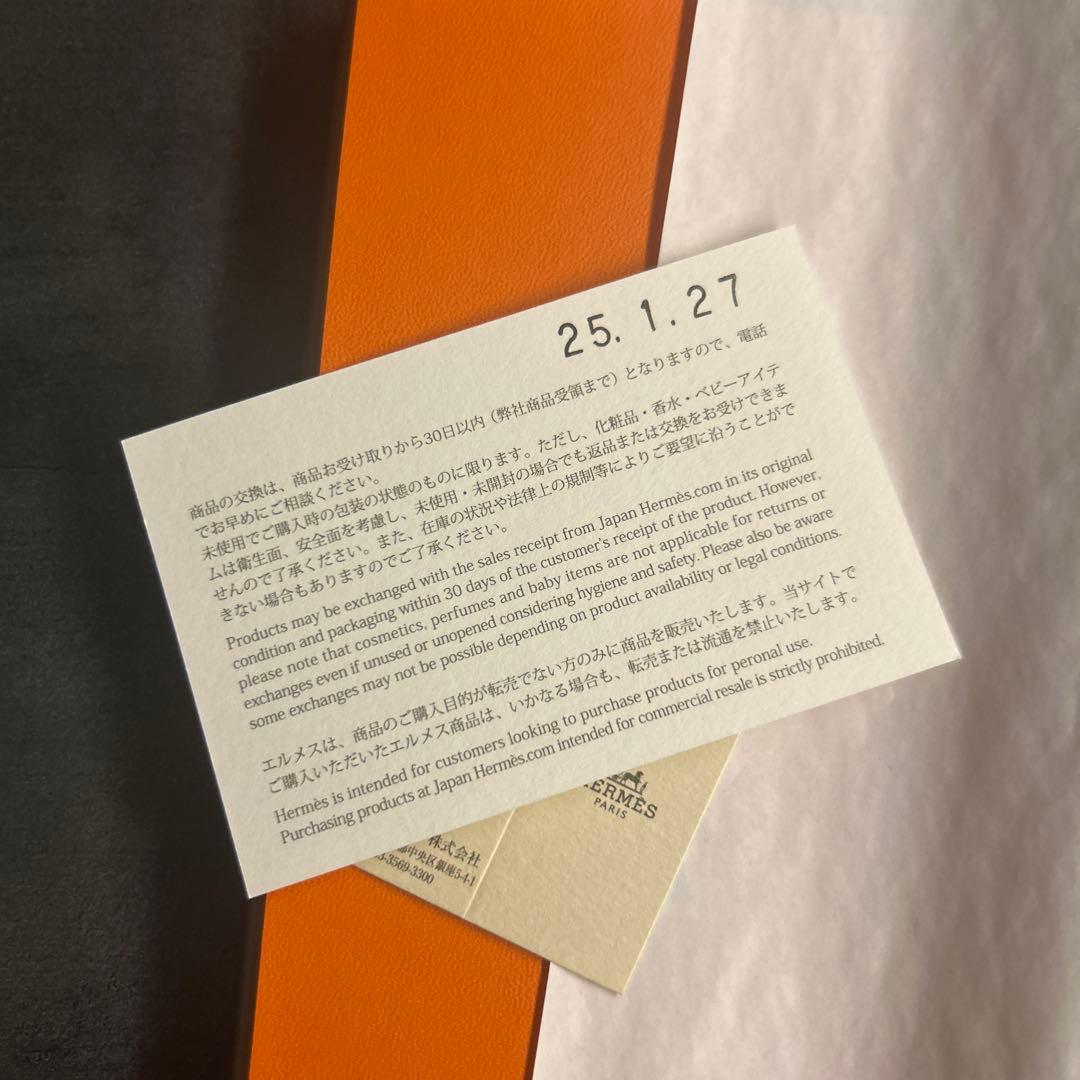 25. 1. 27
商品の交換は、商品お受け取りから30日以内（弊社商品受領まで）となりますので、電話
でお早めにご相談ください。
未使用でご購入時の包装の状態のものに限ります。ただし、化粧品・香水・ベビーアイテ
ムは衛生面、安全面を考慮し、未使用・未開封の場合でも返品または交換をお受けできま
せんので了承ください。また、在庫の状況や法律上の規制等によりご要望に沿うことがで
きない場合もありますのでご了承ください。
Products may be exchanged with the sales receipt from Japan Hermès.com in its original
condition and packaging within 30 days of the customer's receipt of the product. However,
please note that cosmetics, perfumes and baby items are not applicable for returns or
exchanges even if unused or unopened considering hygiene and safety. Please also be aware
some exchanges may not be possible depending on product availability or legal conditions.
エルメスは、商品のご購入目的が転売でない方のみに商品を販売いたします。当サイトで
ご購入いただいたエルメス商品は、いかなる場合も、転売または流通を禁止いたします。
Hermès is intended for customers looking to purchase products for peronal use.
Purchasing products at Japan Hermès.com intended for commercial resale is strictly prohibited.
HERMÈS
PARIS
株式会社
都中央区銀座5-4-1
3-3569-3300